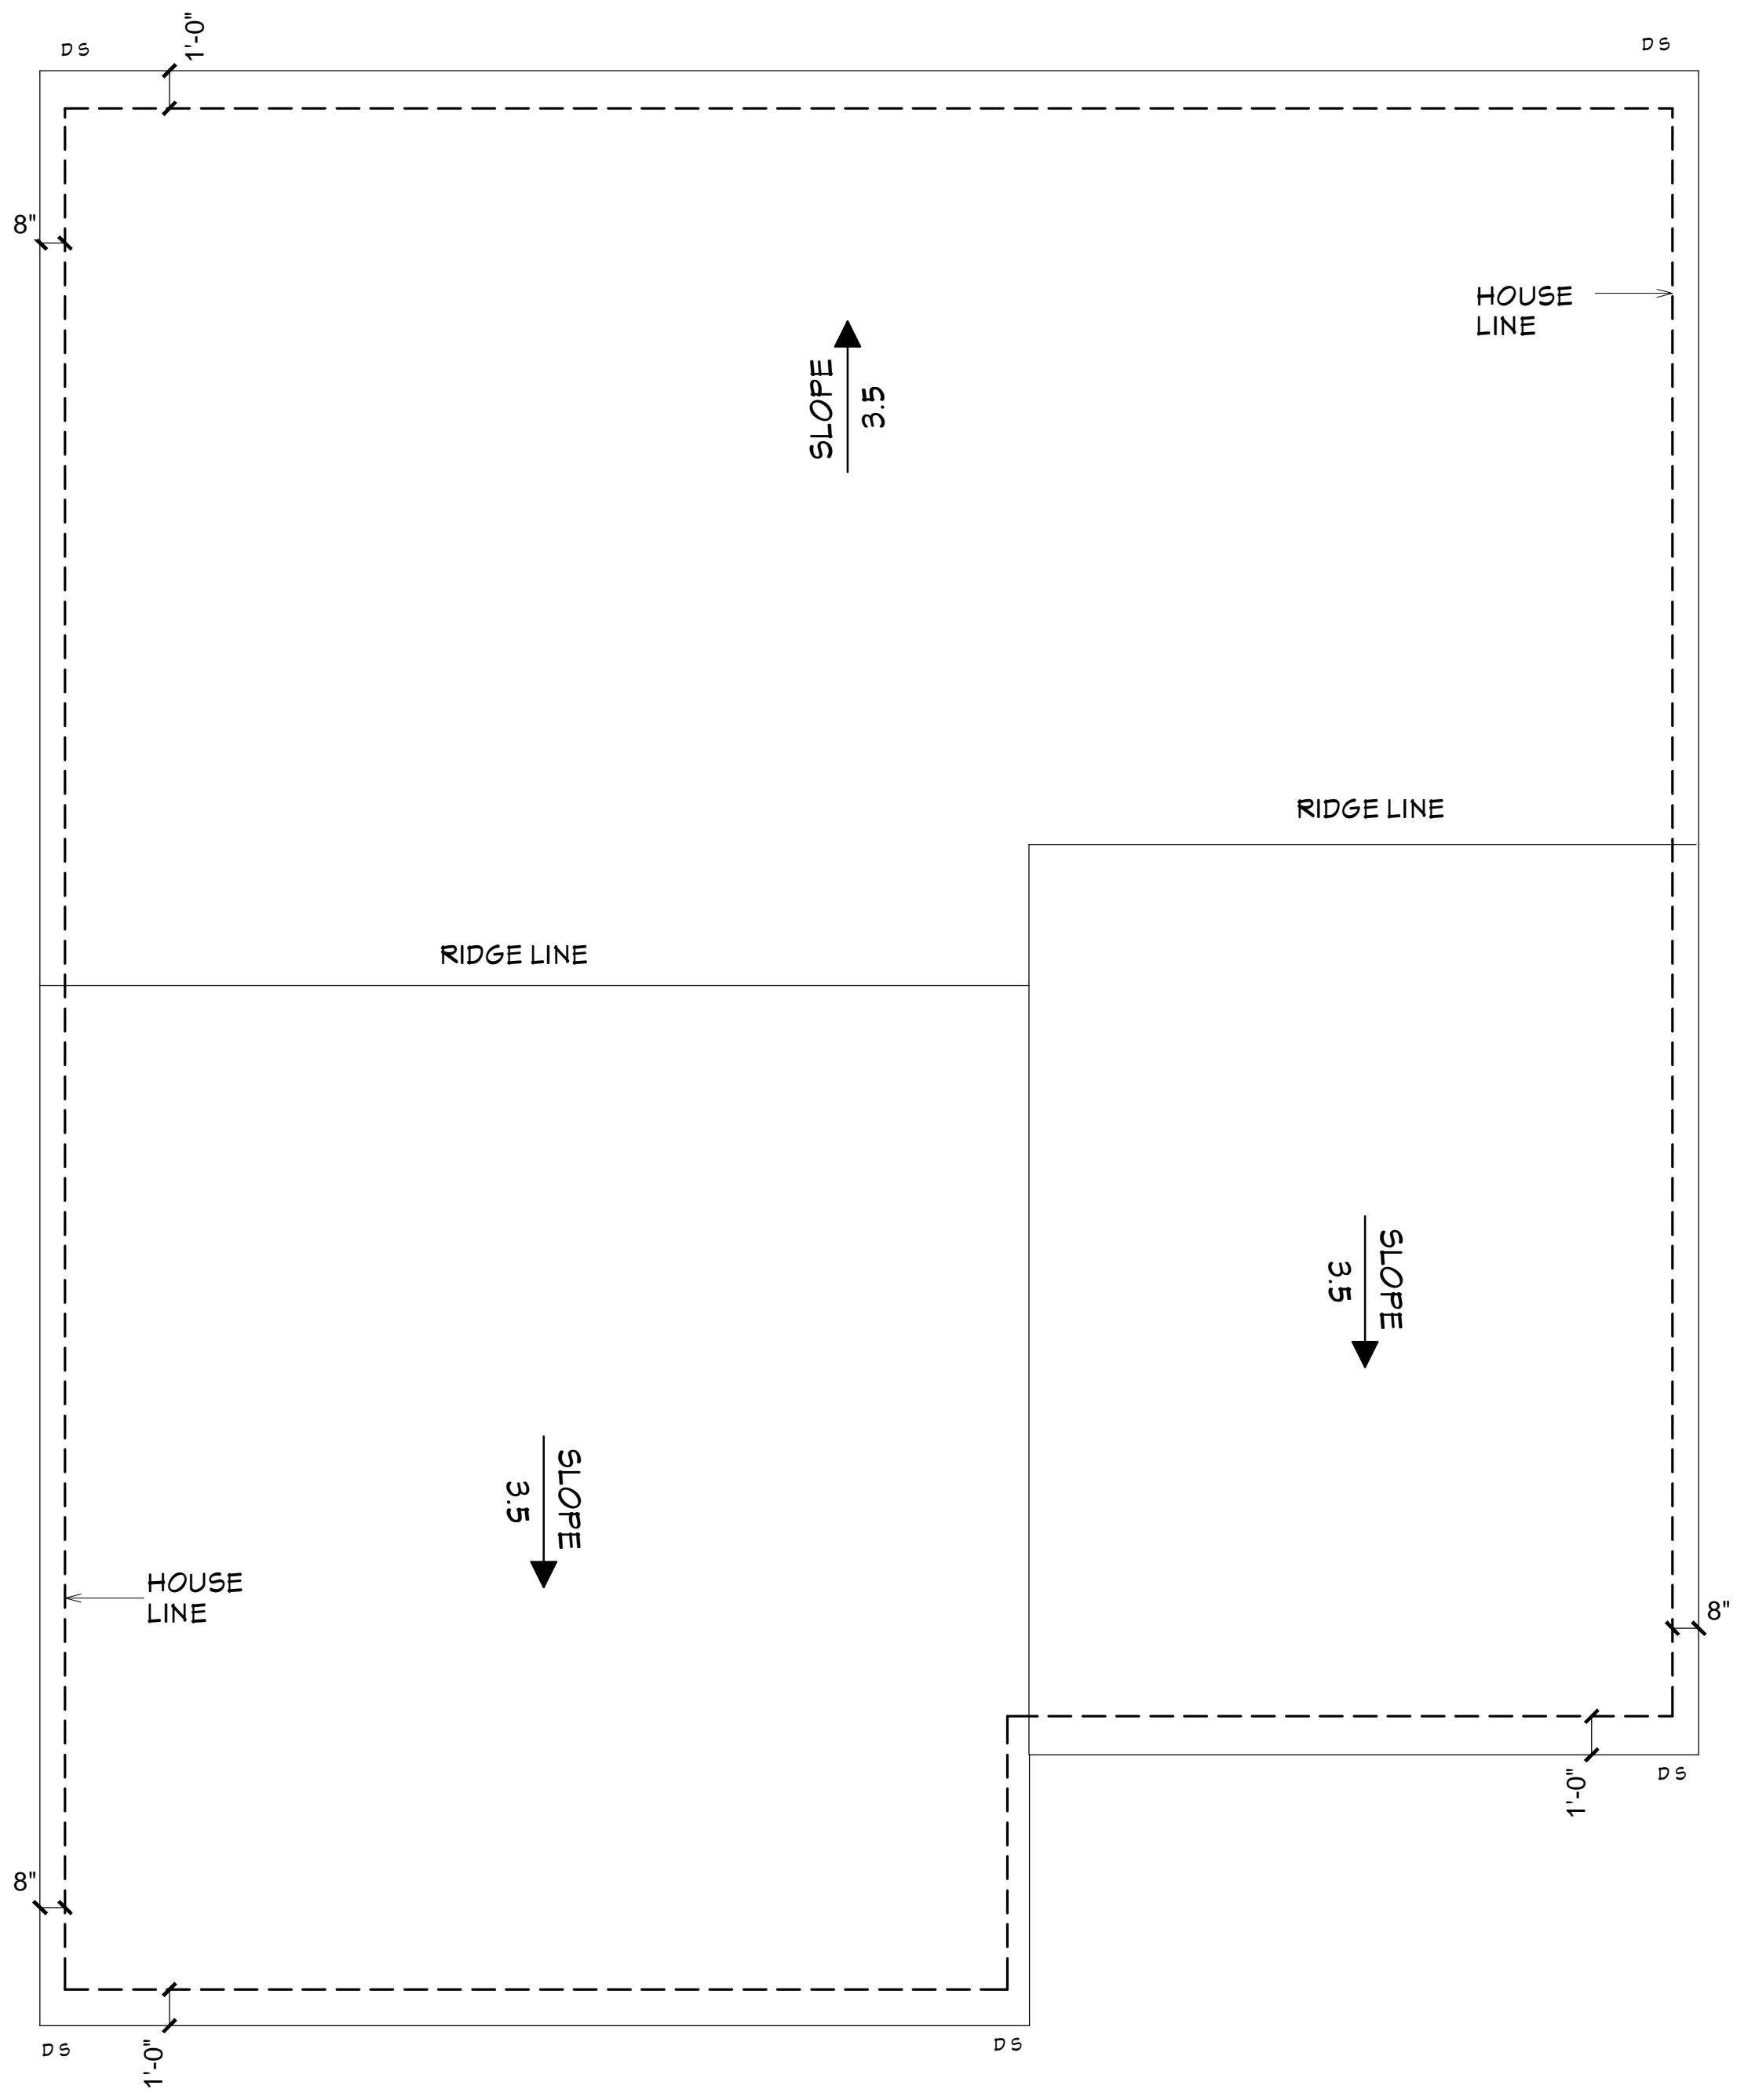 DS
1'-0"
DS
8"
HOUSE
LINE
SLOPE
3.5
RIDGE LINE
RIDGE LINE
SLOPE
3.5
SLOPE
3.5
HOUSE
LINE
8"
DS
1'-0"
8"
DS
1'-0"
DS